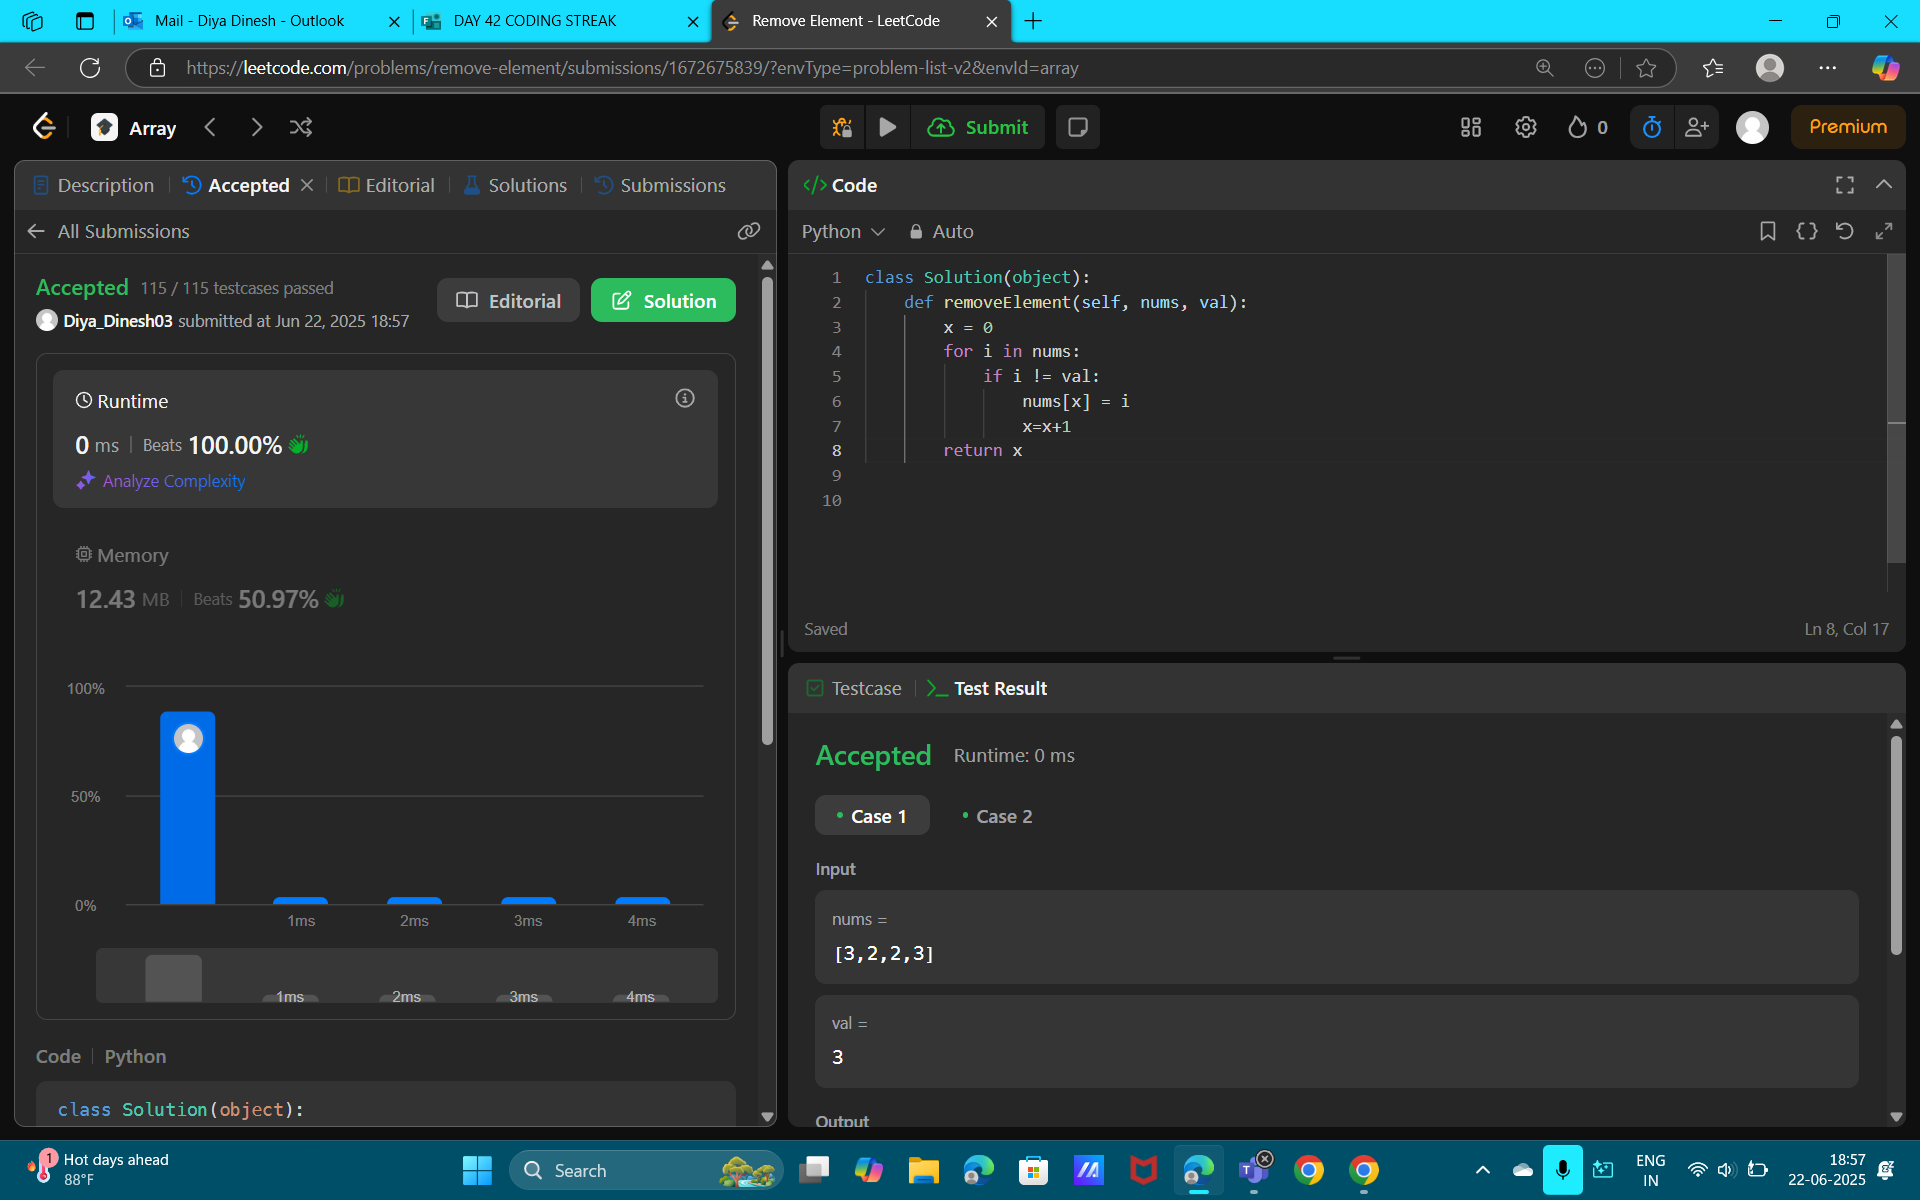 Mail - Diya Dinesh - Outlook
DAY 42 CODING STREAK
Remove Element - LeetCode
https://leetcode.com/problems/remove-element/submissions/1672675839/?envType=problem-list-v2&envId=array
Array
Submit
0
Premium
Description
Accepted
Editorial
Solutions
Submissions
All Submissions
Accepted 115 / 115 testcases passed
Diya_Dinesh03 submitted at Jun 22, 2025 18:57
Editorial
Solution
Runtime
0 ms | Beats 100.00%
Analyze Complexity
Memory
12.43 MB | Beats 50.97%
100%
50%
0%
1ms 2ms 3ms 4ms
1ms 2ms 3ms 4ms
Code | Python
class Solution(object):
</> Code
Python
Auto
1 class Solution(object):
2 def removeElement(self, nums, val):
3 x = 0
4 for i in nums:
5 if i != val:
6 nums[x] = i
7 x=x+1
8 return x
9
10
Saved
Ln 8, Col 17
Testcase
>_ Test Result
Accepted Runtime: 0 ms
• Case 1
• Case 2
Input
nums =
[3,2,2,3]
val =
3
Output
1
Hot days ahead
88°F
Search
ENG
IN
18:57
22-06-2025